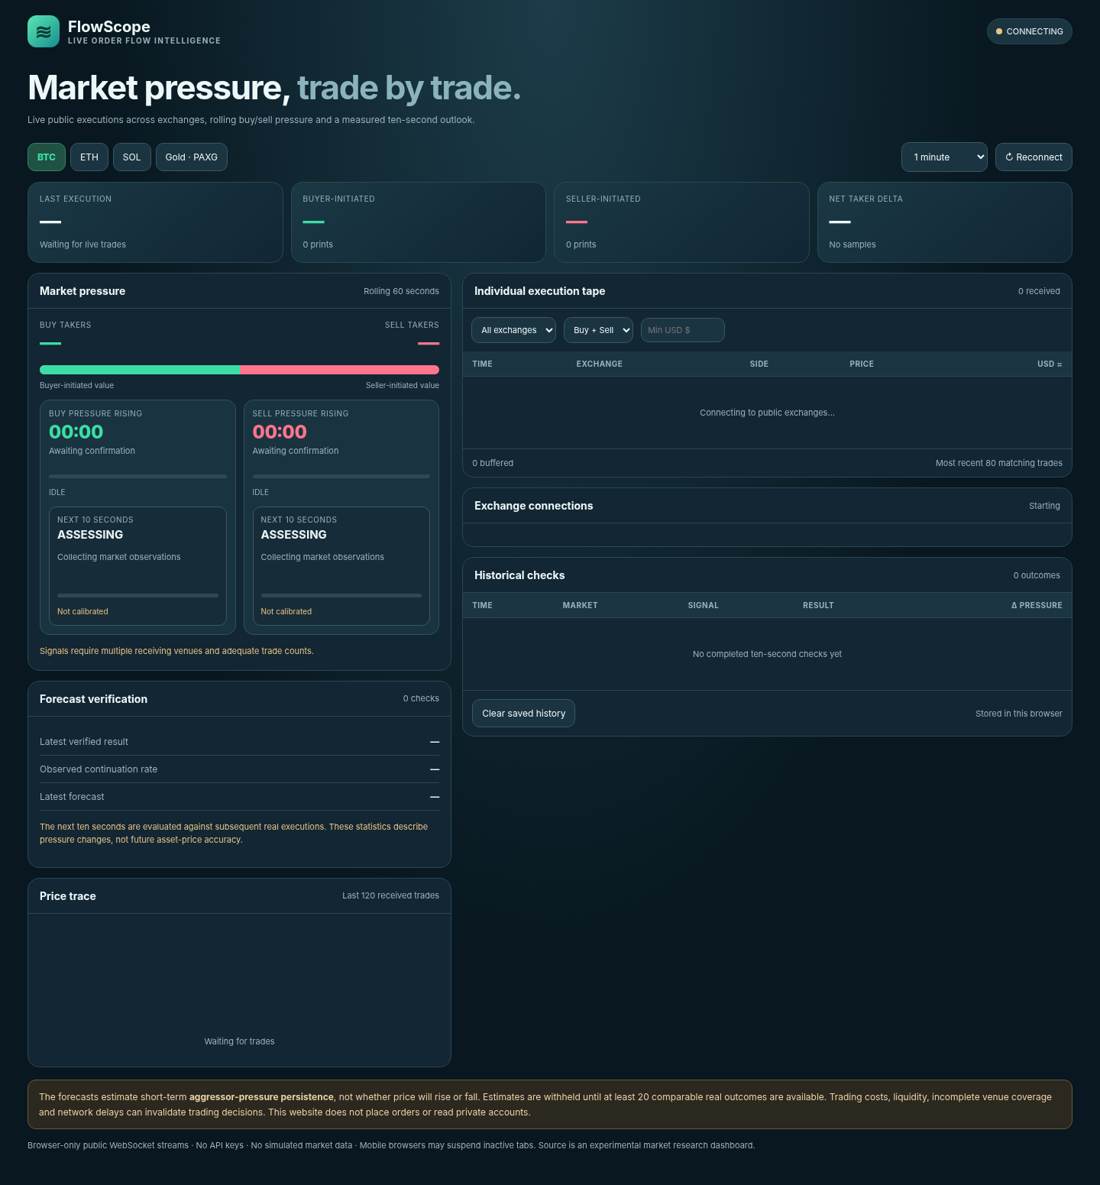 FlowScope
LIVE ORDER FLOW INTELLIGENCE
CONNECTING
Market pressure, trade by trade.
Live public executions across exchanges, rolling buy/sell pressure and a measured ten-second outlook.
BTC
ETH
SOL
Gold · PAXG
1 minute
↻ Reconnect
LAST EXECUTION
—
Waiting for live trades
BUYER-INITIATED
—
0 prints
SELLER-INITIATED
—
0 prints
NET TAKER DELTA
—
No samples
Market pressure
Rolling 60 seconds
BUY TAKERS
SELL TAKERS
—
—
Buyer-initiated value
Seller-initiated value
BUY PRESSURE RISING
00:00
Awaiting confirmation
IDLE
NEXT 10 SECONDS
ASSESSING
Collecting market observations
Not calibrated
SELL PRESSURE RISING
00:00
Awaiting confirmation
IDLE
NEXT 10 SECONDS
ASSESSING
Collecting market observations
Not calibrated
Signals require multiple receiving venues and adequate trade counts.
Forecast verification
0 checks
Latest verified result —
Observed continuation rate —
Latest forecast —
The next ten seconds are evaluated against subsequent real executions. These statistics describe
pressure changes, not future asset-price accuracy.
Price trace
Last 120 received trades
Waiting for trades
Individual execution tape
0 received
All exchanges
Buy + Sell
Min USD $
TIME EXCHANGE SIDE PRICE USD ≈
Connecting to public exchanges…
0 buffered
Most recent 80 matching trades
Exchange connections
Starting
Historical checks
0 outcomes
TIME MARKET SIGNAL RESULT Δ PRESSURE
No completed ten-second checks yet
Clear saved history
Stored in this browser
The forecasts estimate short-term aggressor-pressure persistence, not whether price will rise or fall. Estimates are withheld until at least 20 comparable real outcomes are available. Trading costs, liquidity, incomplete venue coverage
and network delays can invalidate trading decisions. This website does not place orders or read private accounts.
Browser-only public WebSocket streams · No API keys · No simulated market data · Mobile browsers may suspend inactive tabs. Source is an experimental market research dashboard.